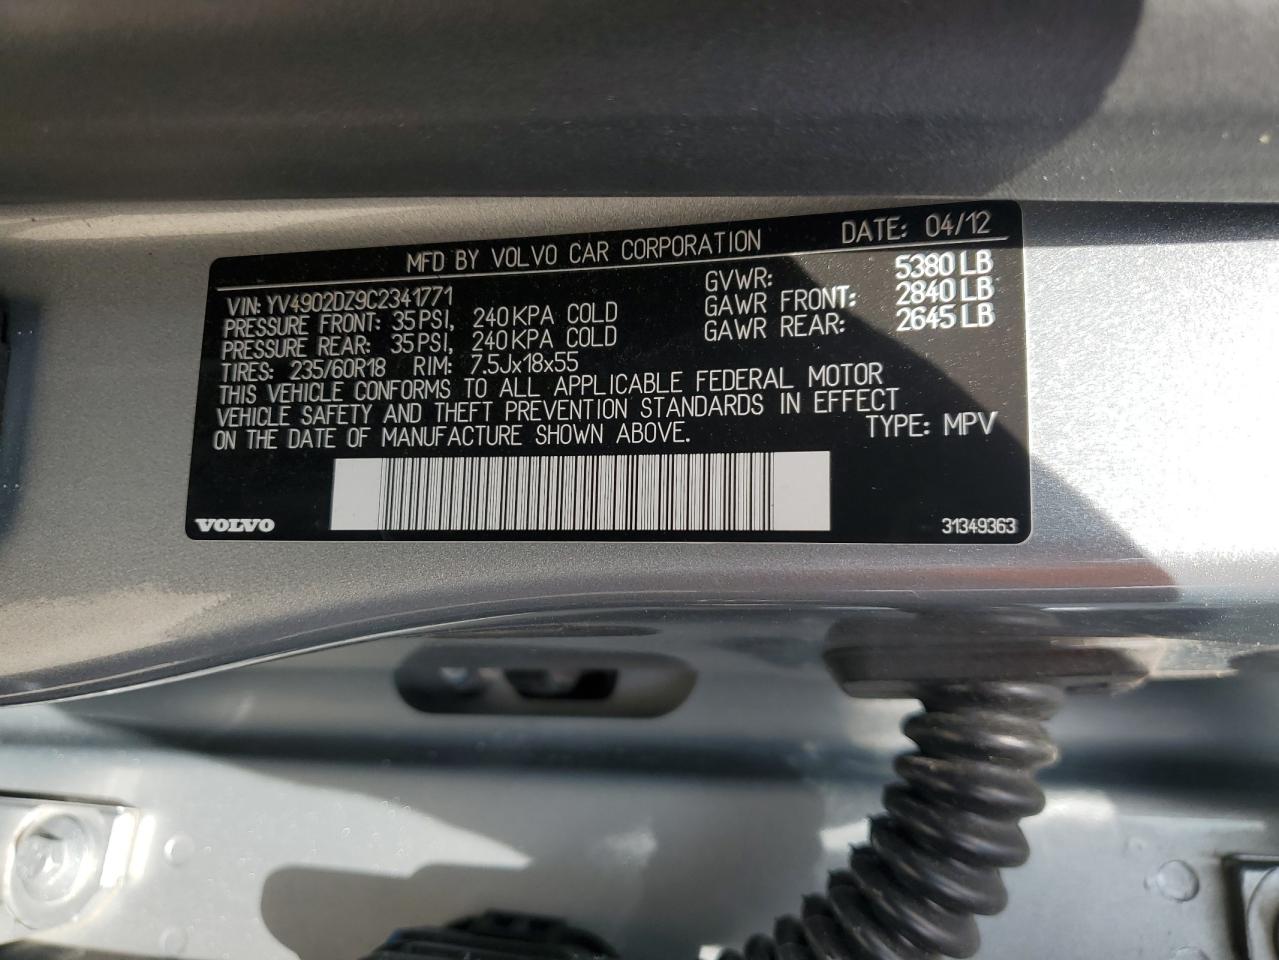 MFD BY VOLVO CAR CORPORATION DATE: 04/12
VIN: YV4902DZ9C2341771 GVWR: 5380 LB
PRESSURE FRONT: 35 PSI, 240 KPA COLD GAWR FRONT: 2840 LB
PRESSURE REAR: 35 PSI, 240 KPA COLD GAWR REAR: 2645 LB
TIRES: 235/60R18 RIM: 7.5Jx18x55
THIS VEHICLE CONFORMS TO ALL APPLICABLE FEDERAL MOTOR
VEHICLE SAFETY AND THEFT PREVENTION STANDARDS IN EFFECT
ON THE DATE OF MANUFACTURE SHOWN ABOVE. TYPE: MPV
VOLVO 31349363